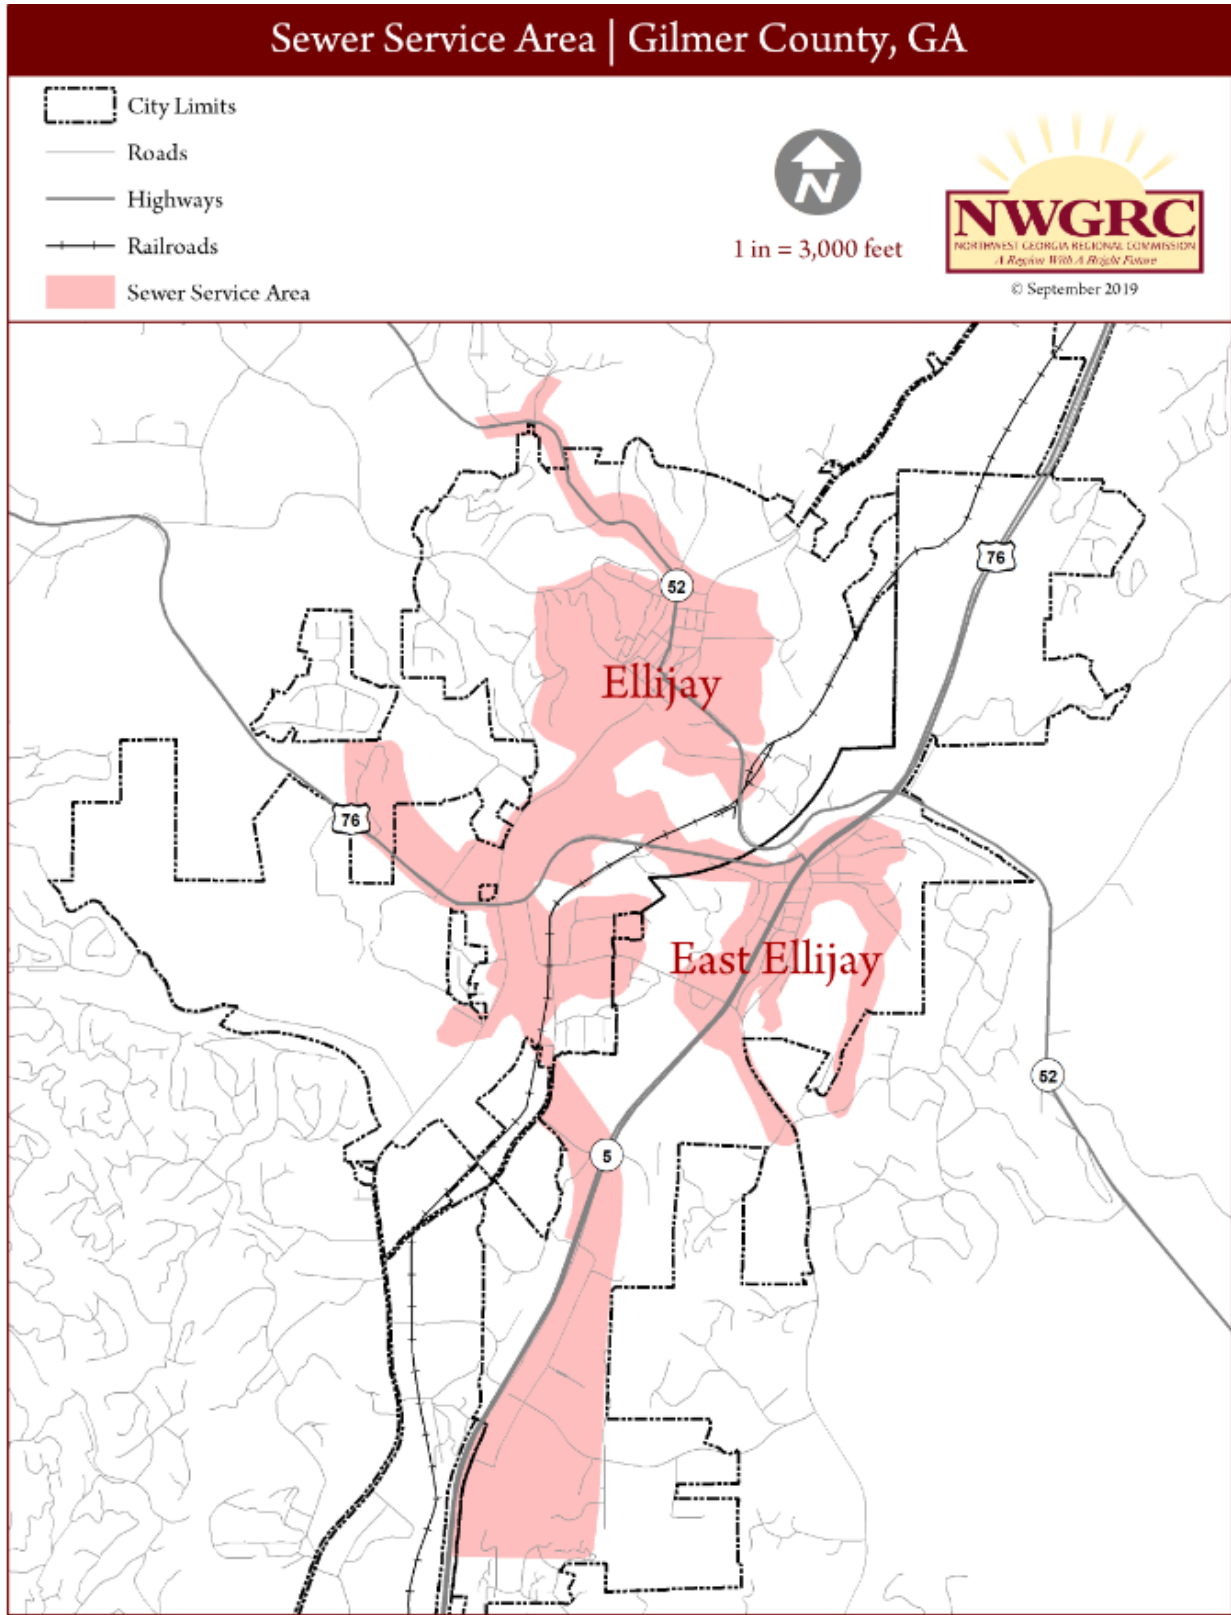 Sewer Service Area | Gilmer County, GA
City Limits
Roads
Highways
Railroads
Sewer Service Area
N
1 in = 3,000 feet
NWGRC
NORTHWEST GEORGIA REGIONAL COMMISSION
A Region With A Bright Future
© September 2019
76
52
Ellijay
76
East Ellijay
52
5